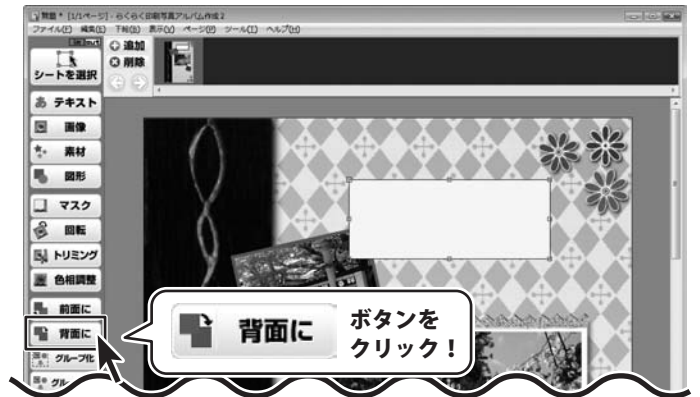 無題 * [1/1ページ] - らくらく印刷写真アルバム作成2
ファイル(F) 編集(E) 下絵(B) 表示(V) ページ(P) ツール(T) ヘルプ(H)
追加
削除
シートを選択
テキスト
画像
素材
図形
マスク
回転
トリミング
色相調整
前面に
背面に
グループ化
グル
背面に
ボタンを
クリック！